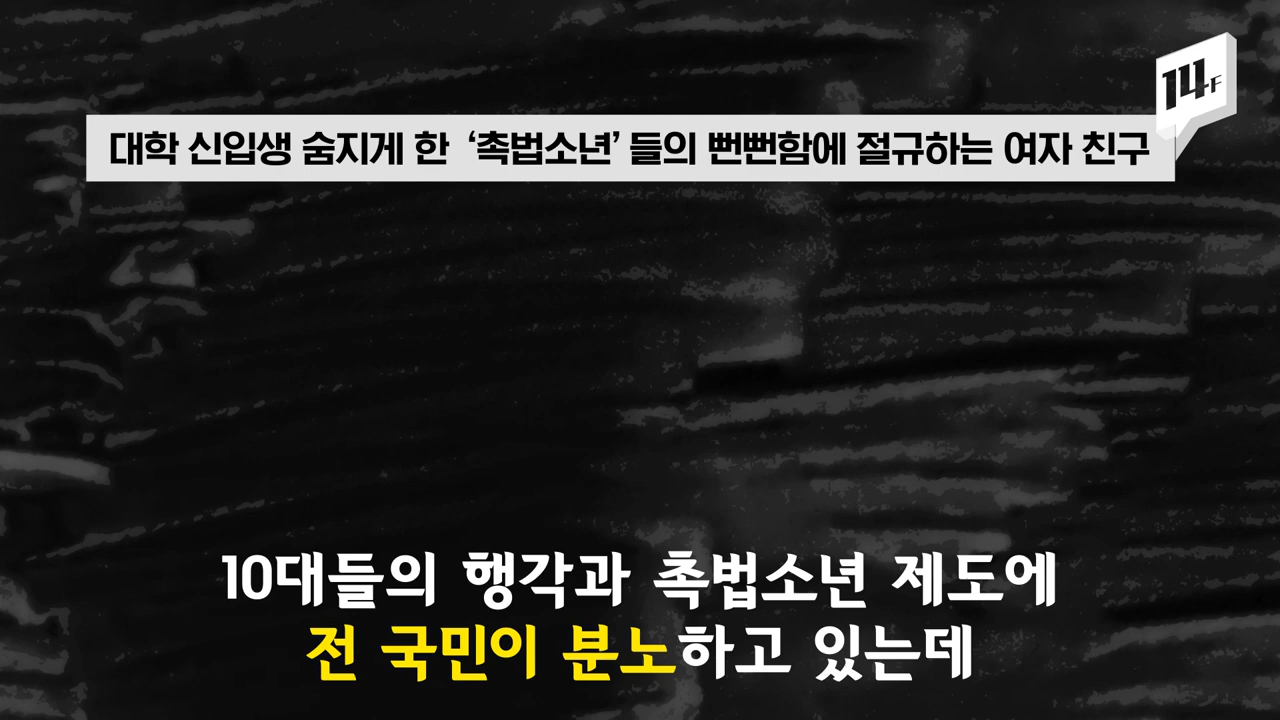 14F
대학 신입생 숨지게 한 ‘촉법소년’ 들의 뻔뻔함에 절규하는 여자 친구
10대들의 행각과 촉법소년 제도에
전 국민이 분노하고 있는데